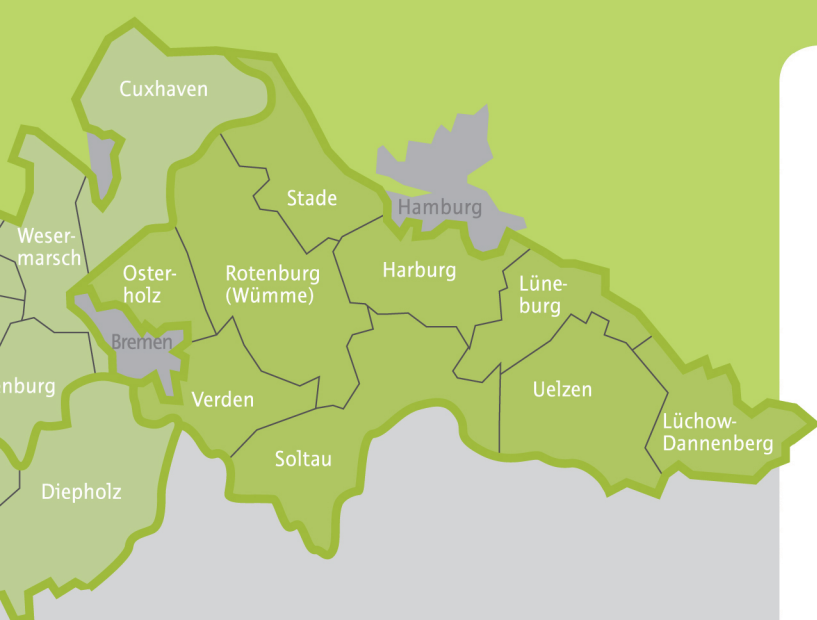 Cuxhaven
Stade
Hamburg
Weser-
marsch
Oster-
holz
Rotenburg
(Wümme)
Harburg
Lüne-
burg
Bremen
enburg
Verden
Uelzen
Lüchow-
Dannenberg
Soltau
Diepholz